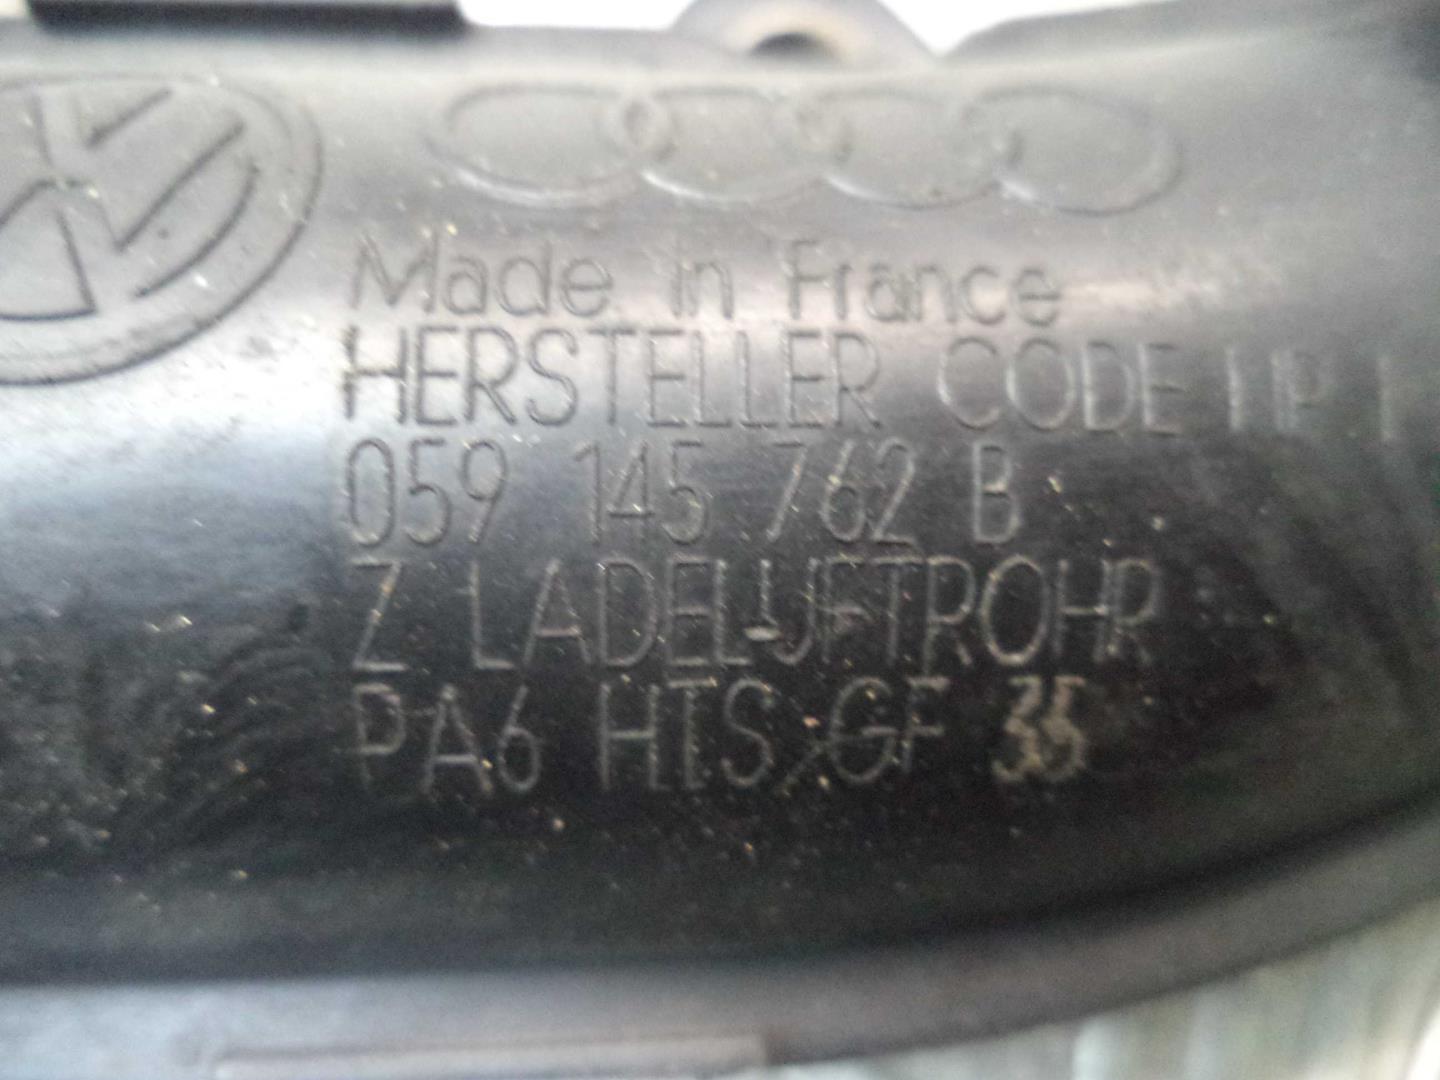 Made in France
HERSTELLER CODE
059 145 762 B
Z LADELUFTROHR
PA6 HTS GF 35